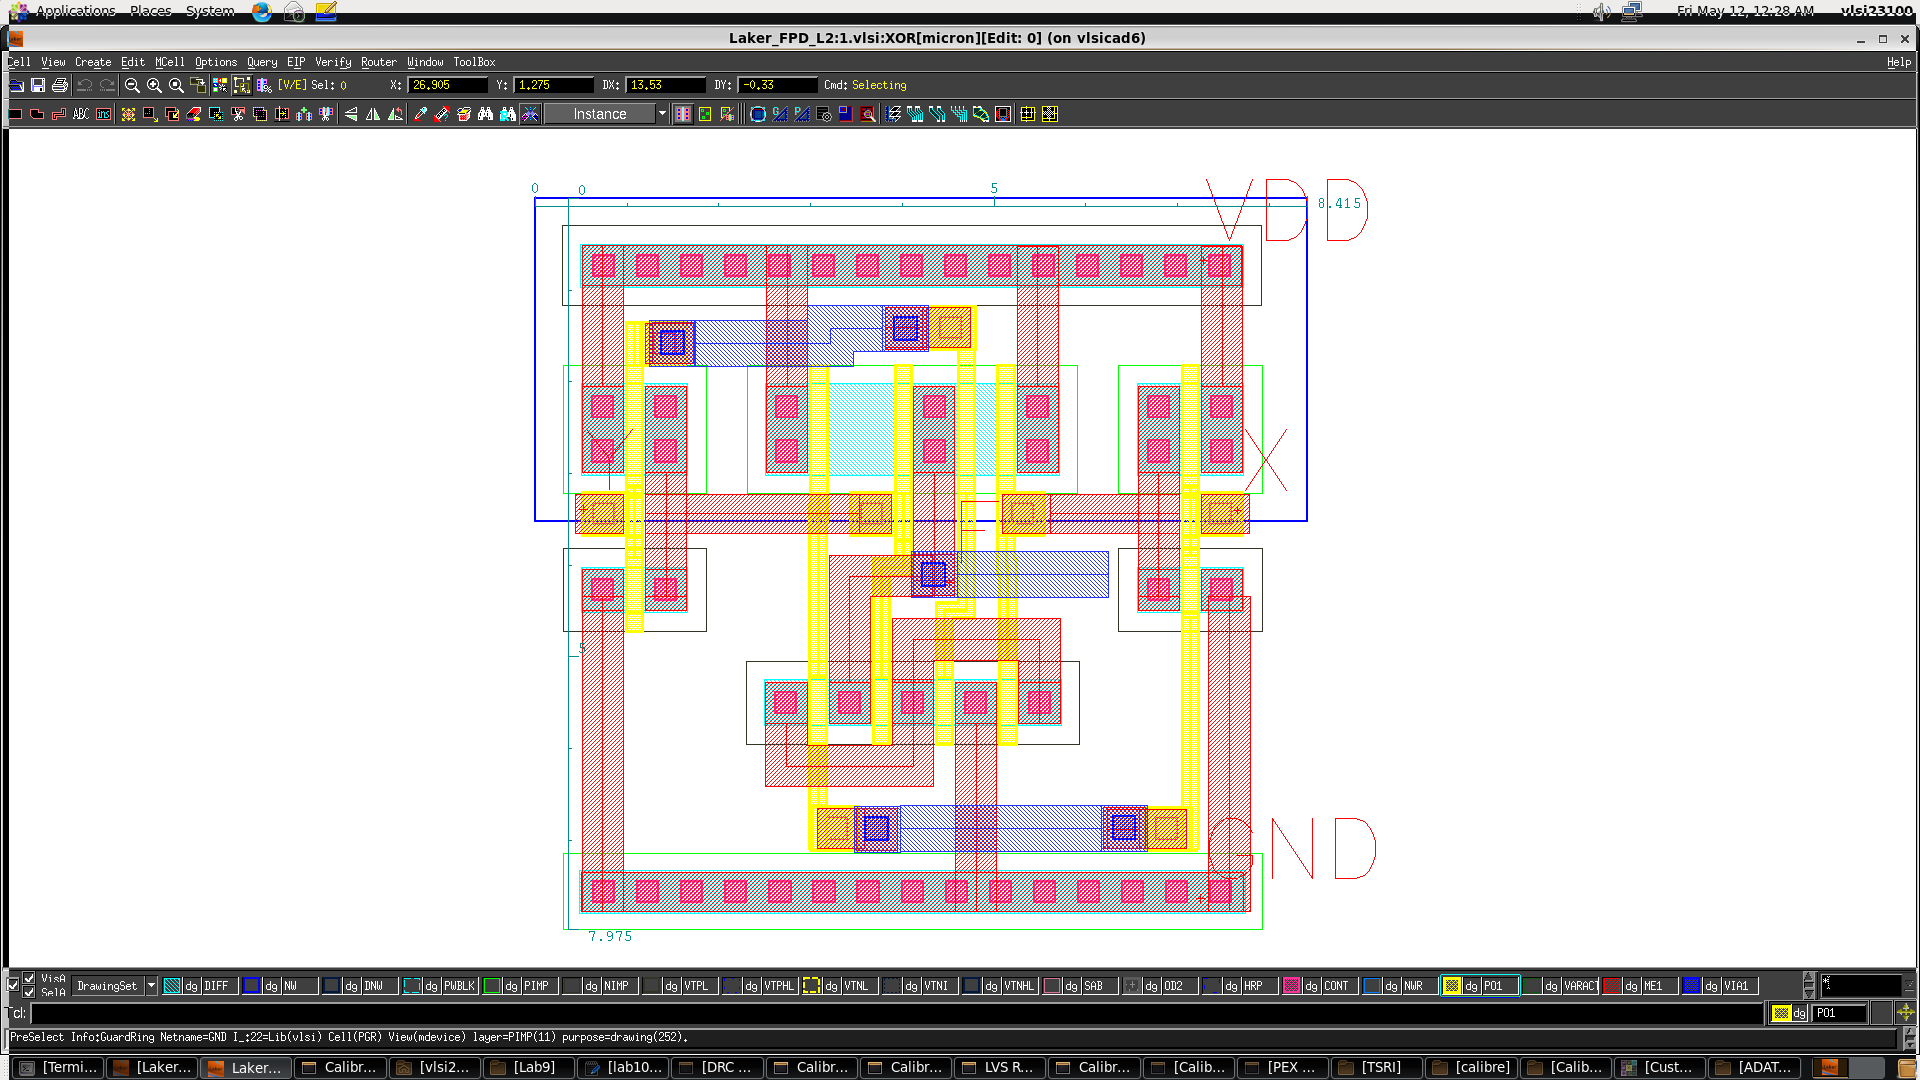 Applications Places System Fri May 12, 12:28 AM vlsi23100
Laker_FPD_L2:1.vlsi:XOR[micron][Edit: 0] (on vlsicad6)
Cell View Create Edit MCell Options Query EIP Verify Router Window ToolBox Help
[V/E] Sel: 0 X: 26.905 Y: 1.275 DX: 13.53 DY: -0.33 Cmd: Selecting
ABC Instance
0 0 5 8.415
VDD
Y X
F
5
GND
7.975
VisA
SelA
DrawingSet dg DIFF dg NW dg DNW dg PWBLK dg PIMP dg NIMP dg VTPL dg VTPHL dg VTNL dg VTNI dg VTNHL dg SAB dg OD2 dg HRP dg CONT dg NWR dg PO1 dg VARACT dg ME1 dg VIA1
cl: dg PO1
PreSelect Info:GuardRing Netname=GND I_:22=Lib(vlsi) Cell(PGR) View(mdevice) layer=PIMP(11) purpose=drawing(252).
[Termi... [Laker... Laker... Calibr... [vlsi2... [Lab9] [lab10... [DRC ... Calibr... Calibr... LVS R... Calibr... [Calib... [PEX ... [TSRI] [calibre] [Calib... [Cust... [ADAT...